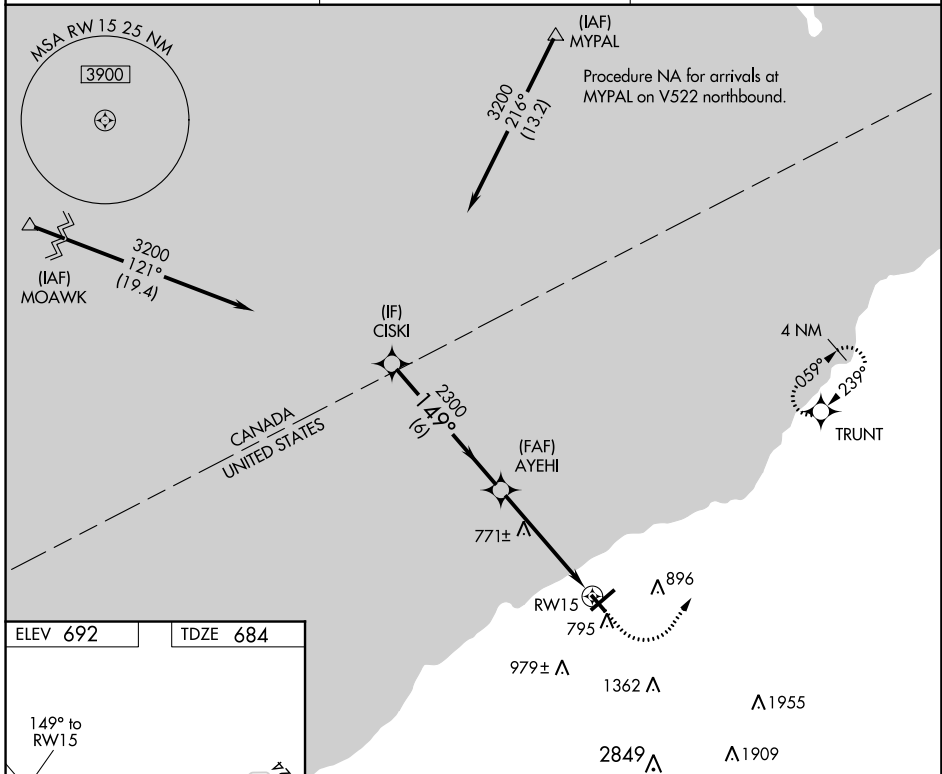 MSA RW 15 25 NM
3900
(IAF)
MYPAL
Procedure NA for arrivals at
MYPAL on V522 northbound.
3200
216°
(13.2)
(IAF)
MOAWK
3200
121°
(19.4)
(IF)
CISKI
4 NM
059°
239°
TRUNT
CANADA
UNITED STATES
2300
149°
(6)
(FAF)
AYEHI
771±
RW15
896
795
979±
1362
1955
2849
1909
ELEV 692
TDZE 684
149° to
RW15